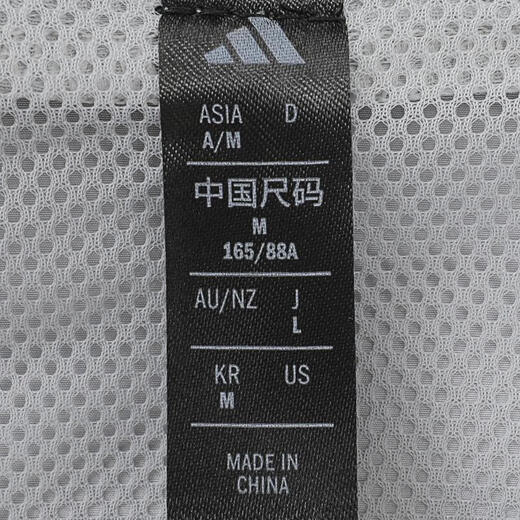 ASIA D
A/M
中国尺码
M
165/88A
AU/NZ J
L
KR US
M
MADE IN
CHINA